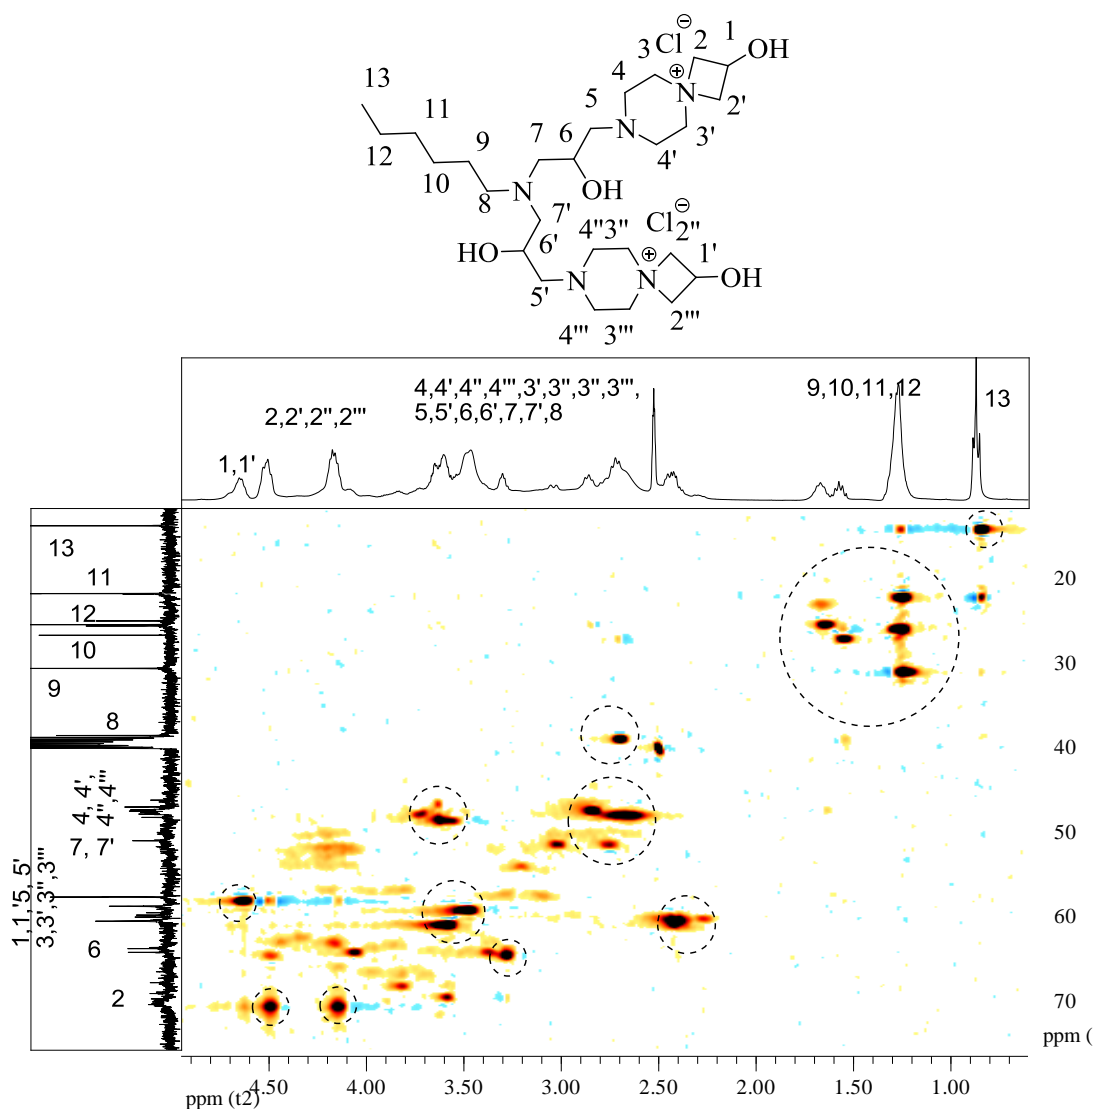 3 Cl⊖ 2 1 OH
13 4 ⊕ N 2'
11 5 N 3'
9 7 6 4'
12 10 OH
8 N Cl⊖
7' 4''3'' 2''
HO 6' ⊕ 1'
N N OH
5' 2'''
4''' 3'''
4,4',4'',4''',3',3'',3'',3''',
5,5',6,6',7,7',8
9,10,11,12
13
2,2',2'',2'''
1,1'
13
11
12
10
9
8
4, 4',
4'',4'''
7, 7'
1,1,'5, 5'
3,3',3'',3'''
6
2
20
30
40
50
60
70
ppm (
4.50 4.00 3.50 3.00 2.50 2.00 1.50 1.00
ppm (t2)